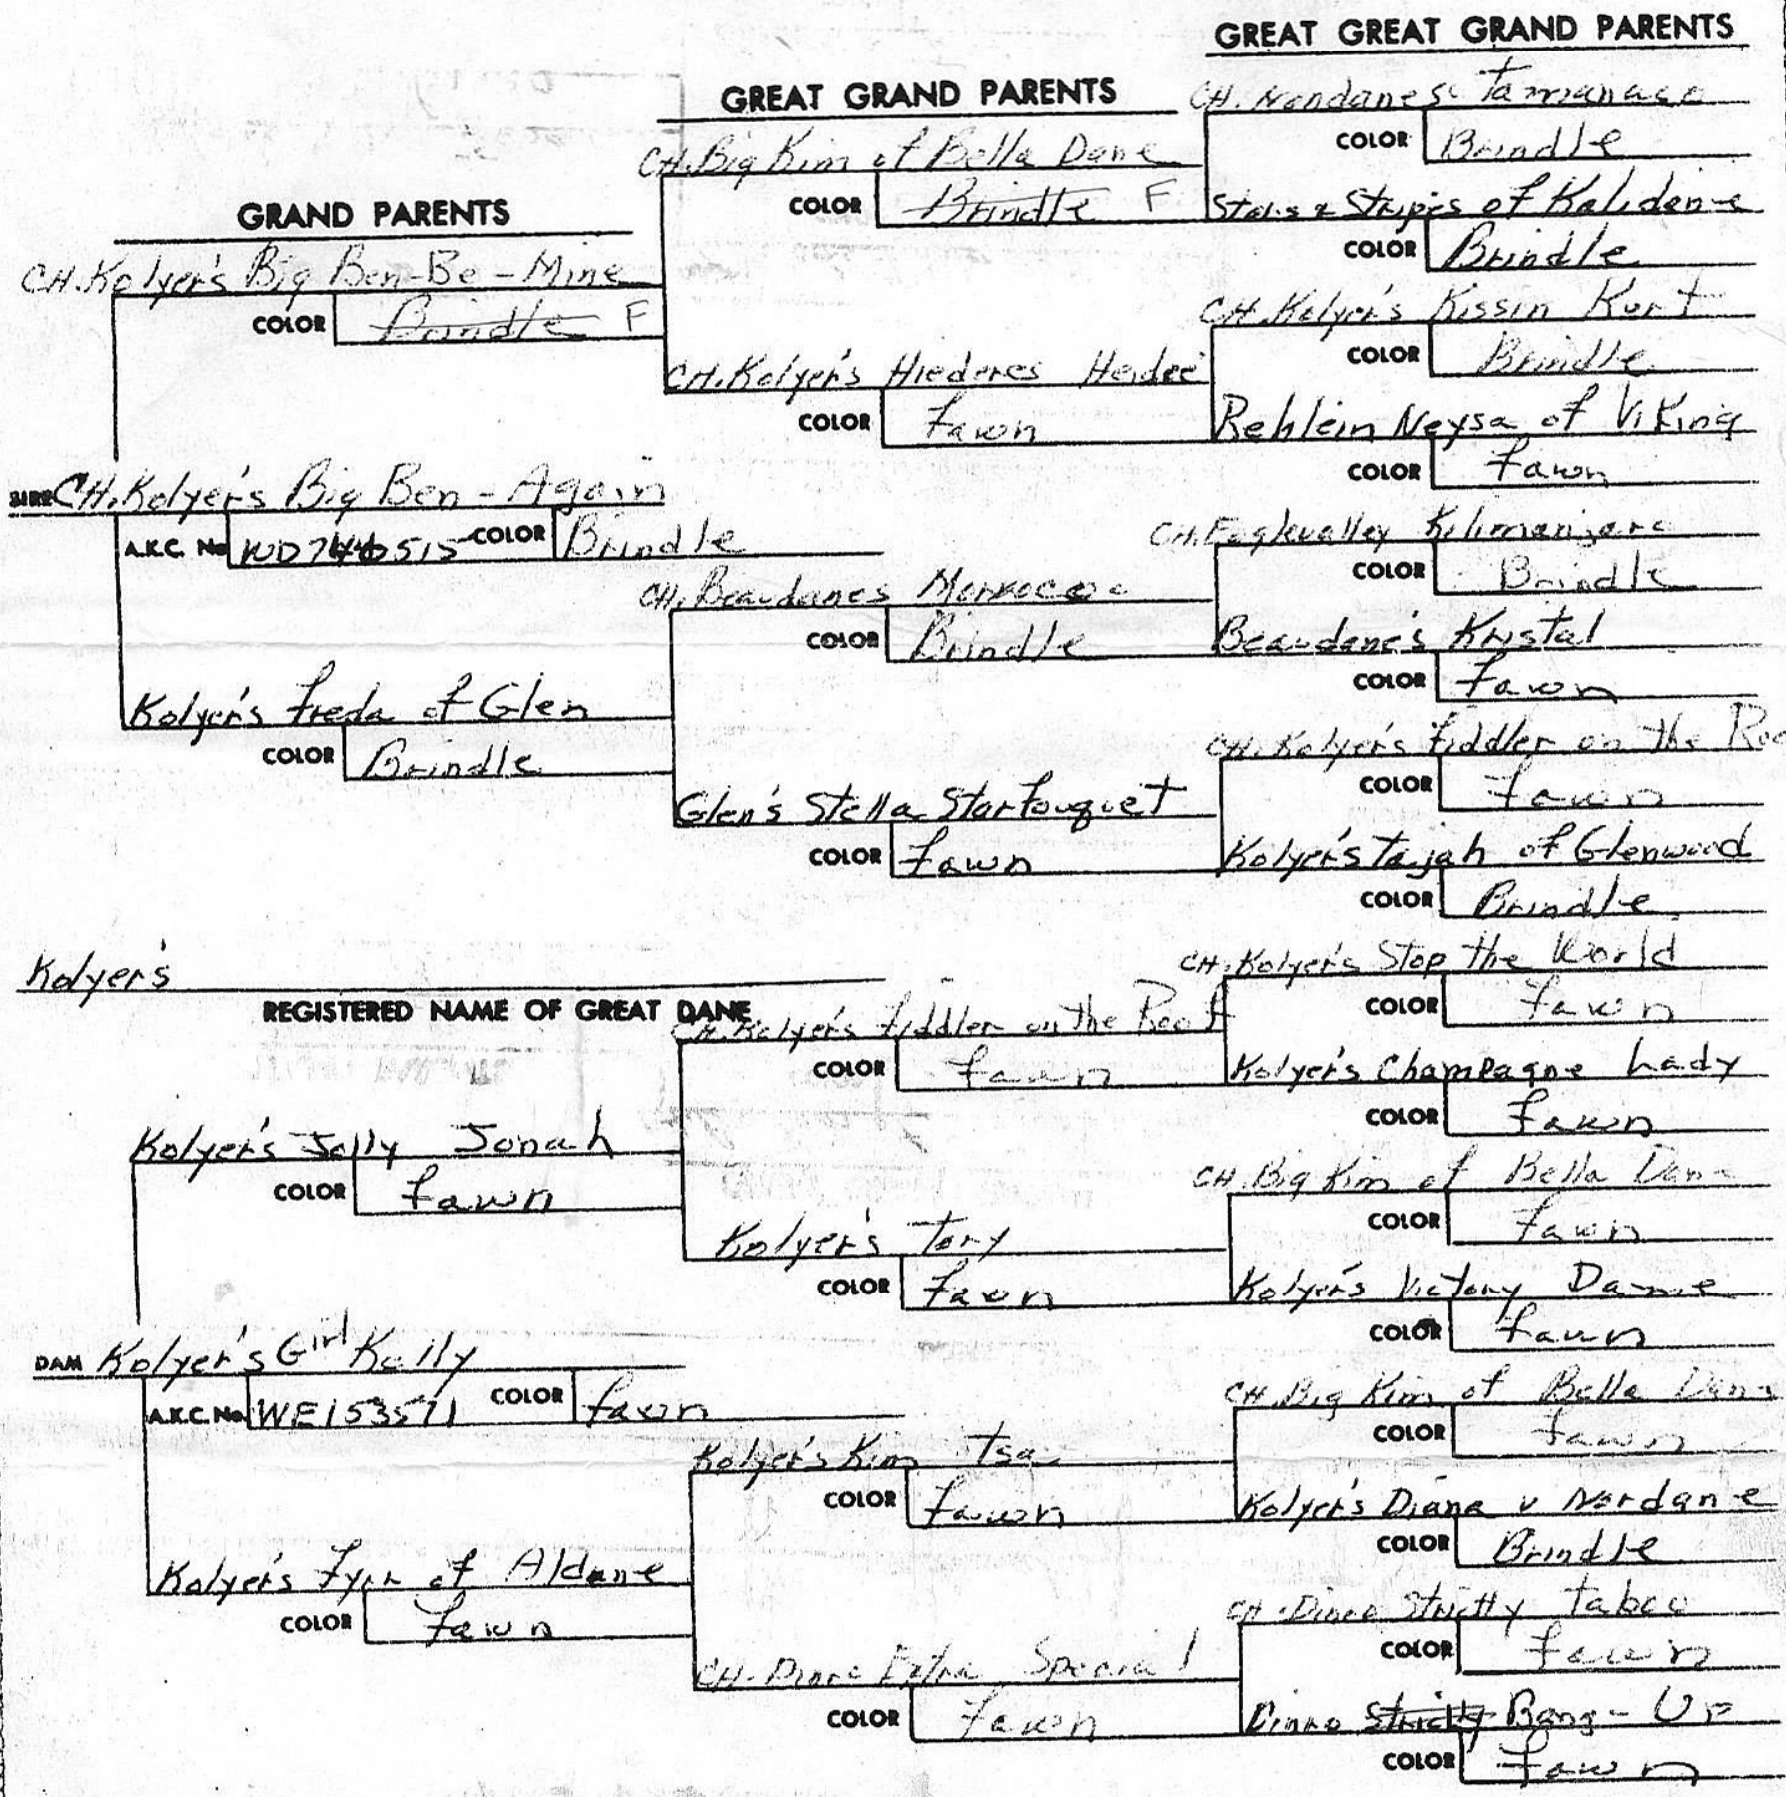 GREAT GREAT GRAND PARENTS
GREAT GRAND PARENTS
GRAND PARENTS
CH. Nordanes Tamanaco
COLOR Brindle
CH. Big Kim of Bella Dane
COLOR Brindle F
Stars & Stripes of Kalidane
COLOR Brindle
CH. Kolyer's Big Ben-Be-Mine
COLOR Brindle F
CH. Kolyer's Kissin Kurt
COLOR Brindle
CH. Kolyer's Hiederes Heidee
COLOR Fawn
Rehlein Neysa of Viking
COLOR Fawn
SIRE CH. Kolyer's Big Ben-Again
A.K.C. No COLOR Brindle
CH. Eaglevalley Kilimanjaro
COLOR Brindle
CH. Beaudanes
COLOR Brindle
Beaudane's Kristal
COLOR Fawn
Kolyer's Freda of Glen
COLOR Brindle
CH. Kolyer's Fiddler on the Roo
COLOR Fawn
Glen's Stella Starfouquet
COLOR Fawn
Kolyer's Tajah of Glenwood
COLOR Brindle
Kolyer's
REGISTERED NAME OF GREAT DANE
CH. Kolyer's Stop the World
COLOR Fawn
CH. Kolyer's Fiddler on the Roof
COLOR Fawn
Kolyer's Champagne Lady
COLOR Fawn
Kolyer's Jolly Jonah
COLOR Fawn
CH. Big Kim of Bella Dane
COLOR Fawn
Kolyer's Tory
COLOR Fawn
Kolyer's Victory Dame
COLOR Fawn
DAM Kolyer's Girl Kelly
A.K.C. No. WE153571 COLOR Fawn
CH. Big Kim of Bella Dane
COLOR Fawn
Kolyer's Kim Tsa
COLOR Fawn
Kolyer's Diana v Nordane
COLOR Brindle
Kolyer's of Aldane
COLOR Fawn
CH. Dinro Strictly Taboo
COLOR Fawn
CH. Dinro Extra Special
COLOR Fawn
Dinro Strictly Bang-Up
COLOR Fawn